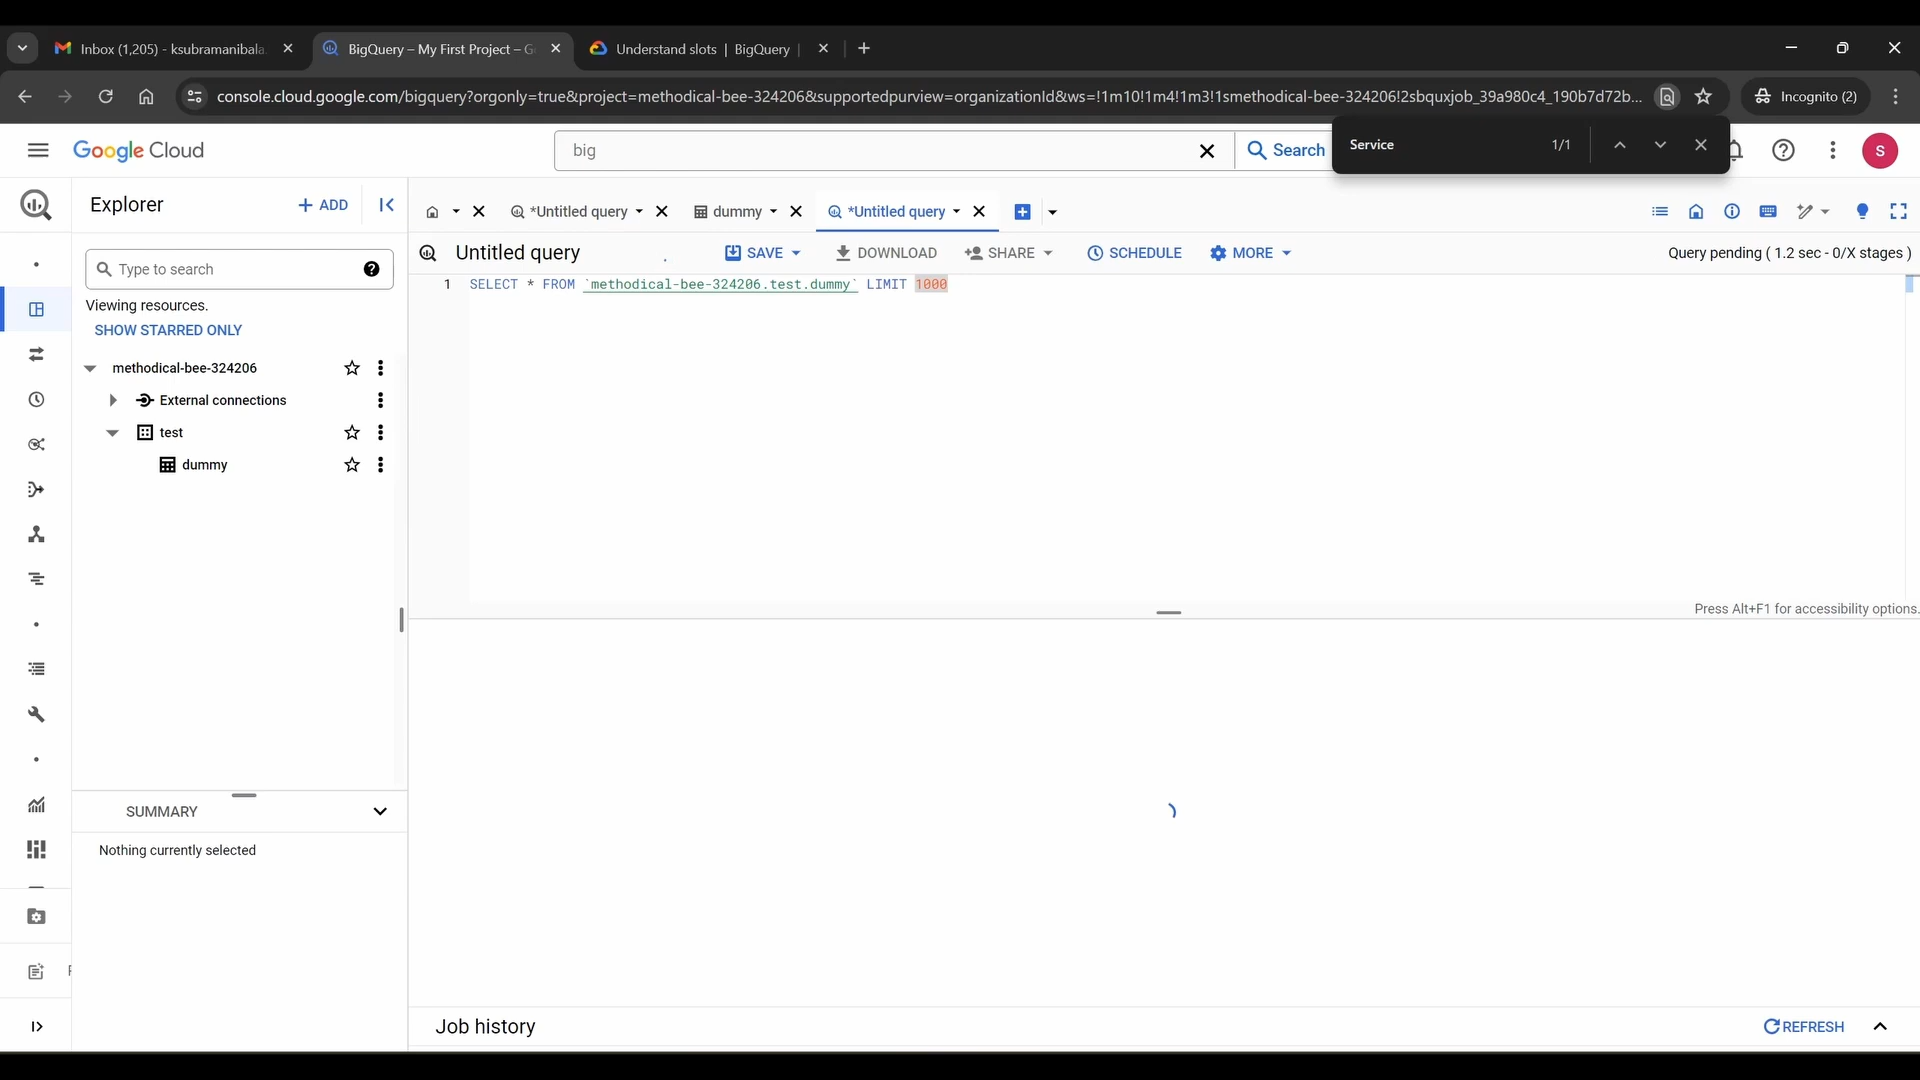 Inbox (1,205) - ksubramanibala
BigQuery – My First Project – G
Understand slots | BigQuery |
console.cloud.google.com/bigquery?orgonly=true&project=methodical-bee-324206&supportedpurview=organizationId&ws=!1m10!1m4!1m3!1smethodical-bee-324206!2sbquxjob_39a980c4_190b7d72b...
Incognito (2)
Google Cloud
big
Search
Service
1/1
S
Explorer
+ ADD
*Untitled query
dummy
*Untitled query
Untitled query
SAVE
DOWNLOAD
SHARE
SCHEDULE
MORE
Query pending ( 1.2 sec - 0/X stages )
Type to search
1 SELECT * FROM `methodical-bee-324206.test.dummy` LIMIT 1000
Viewing resources.
SHOW STARRED ONLY
methodical-bee-324206
External connections
test
dummy
Press Alt+F1 for accessibility options.
SUMMARY
Nothing currently selected
Job history
REFRESH